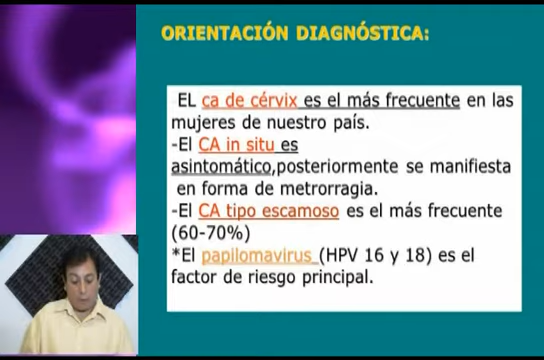 ORIENTACIÓN DIAGNÓSTICA:
EL ca de cérvix es el más frecuente en las
mujeres de nuestro país.
-El CA in situ es
asintomático,posteriormente se manifiesta
en forma de metrorragia.
-El CA tipo escamoso es el más frecuente
(60-70%)
*El papilomavirus (HPV 16 y 18) es el
factor de riesgo principal.